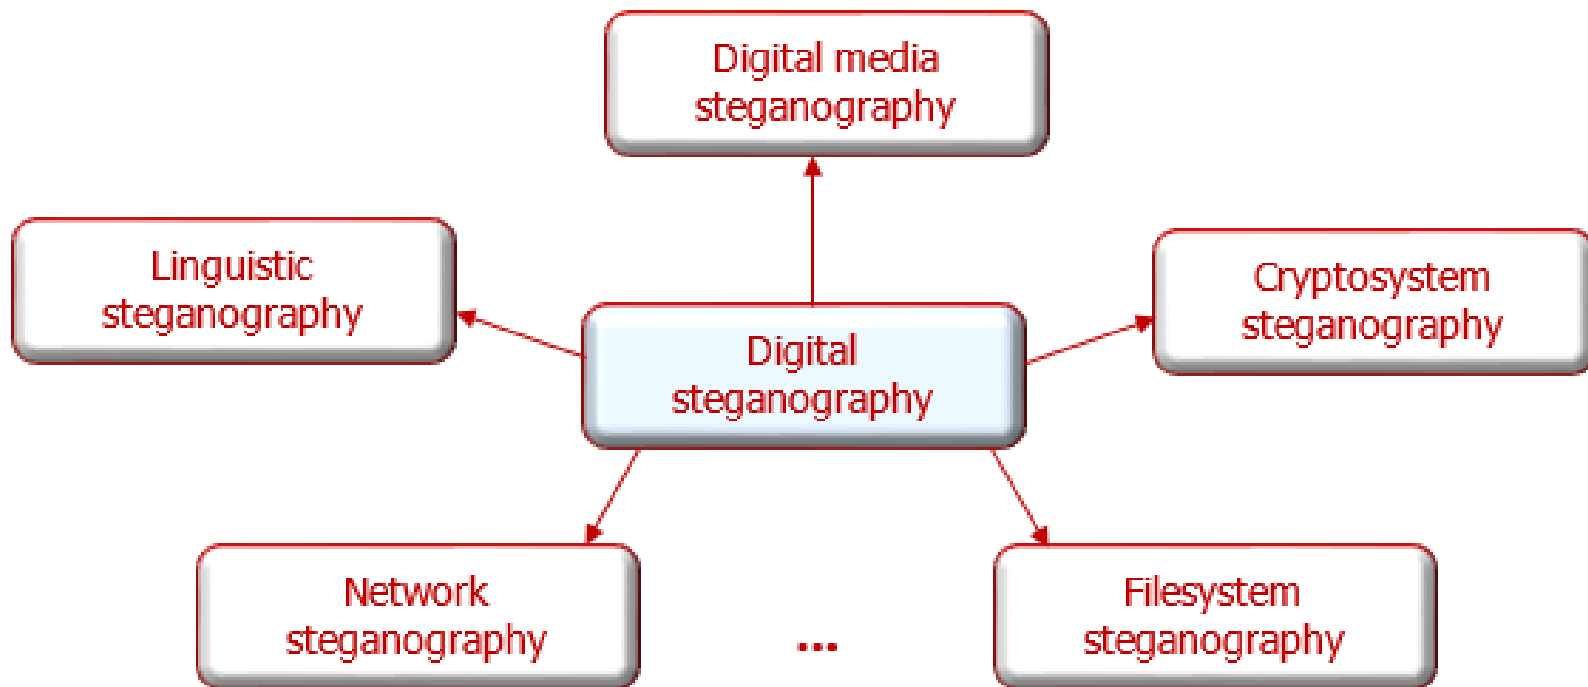 Digital media
steganography
Linguistic
steganography
Cryptosystem
steganography
Digital
steganography
Network
steganography
...
Filesystem
steganography